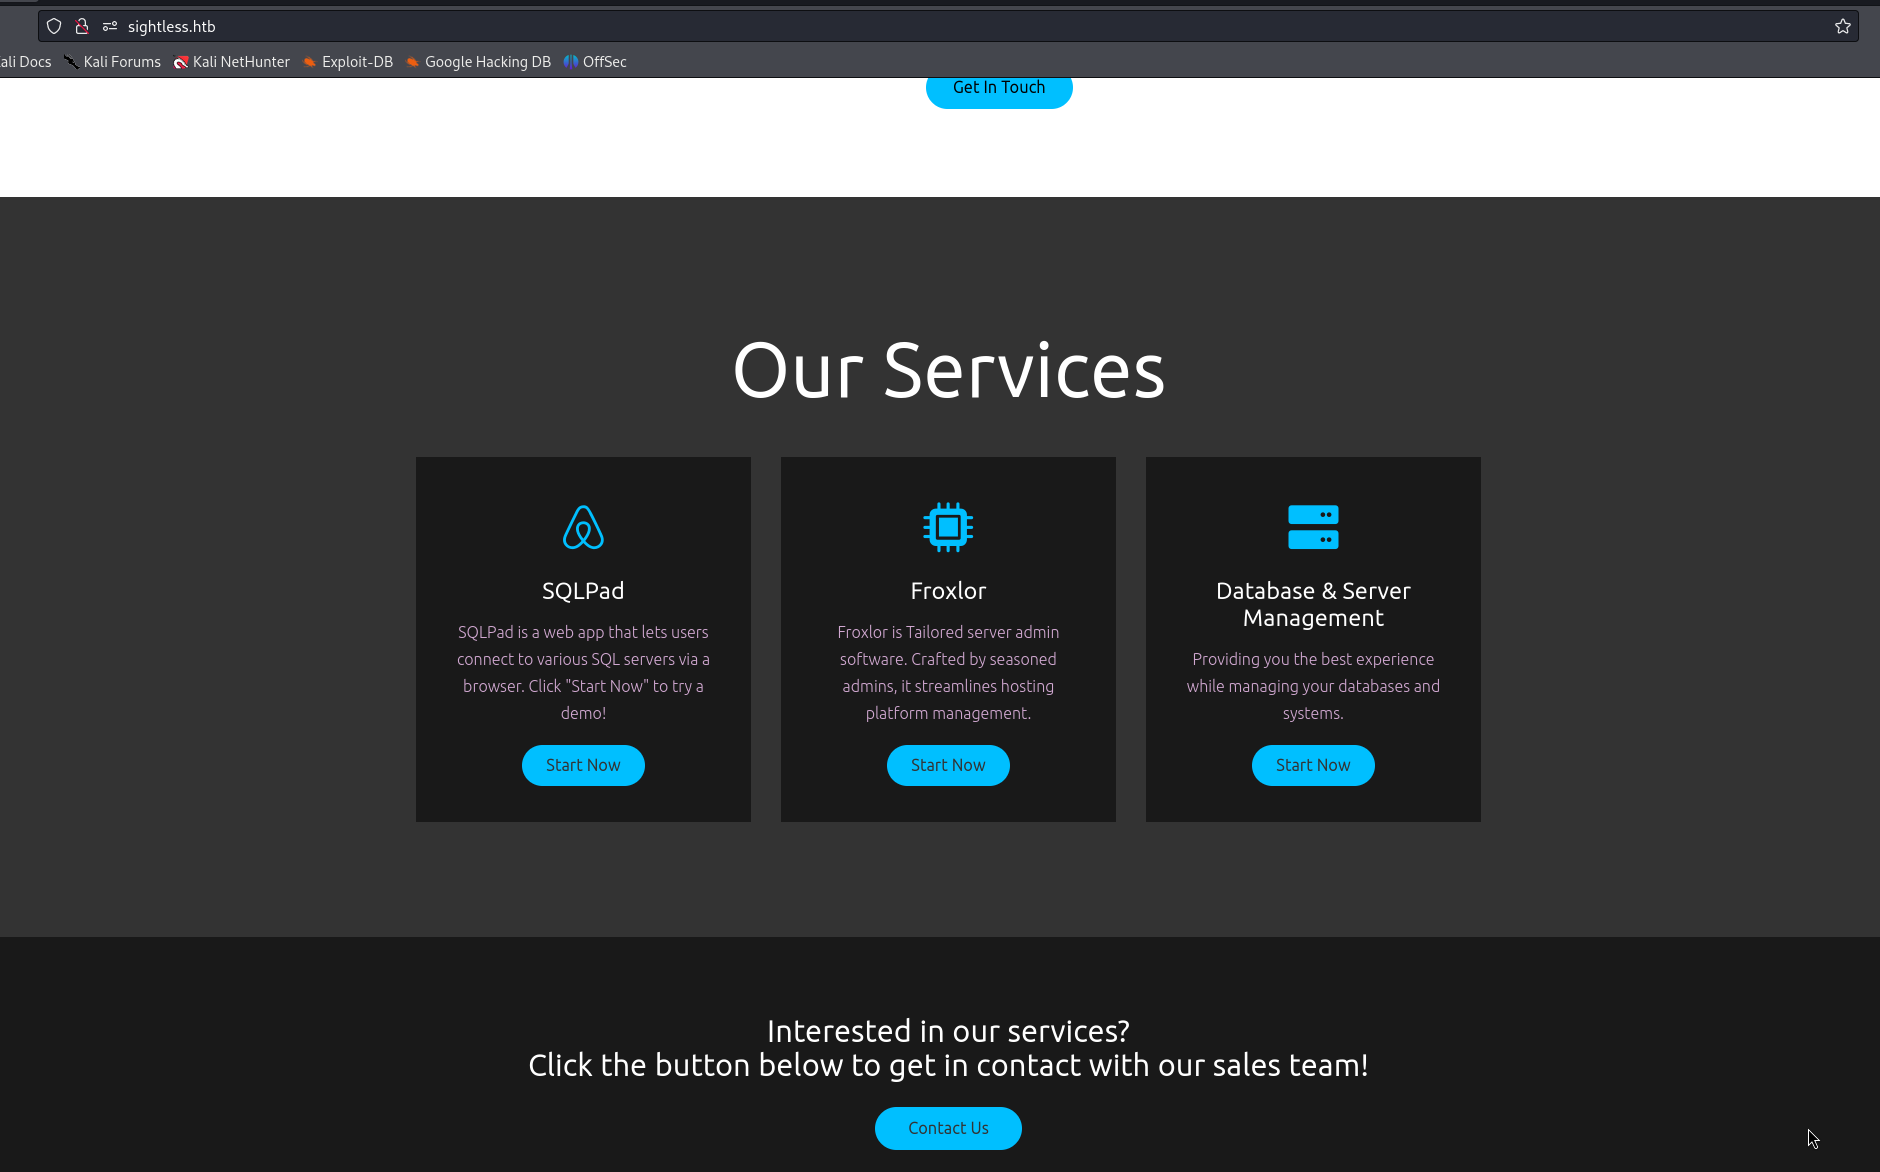 sightless.htb
ali Docs Kali Forums Kali NetHunter Exploit-DB Google Hacking DB OffSec
Get In Touch
Our Services
SQLPad
SQLPad is a web app that lets users
connect to various SQL servers via a
browser. Click "Start Now" to try a
demo!
Start Now
Froxlor
Froxlor is Tailored server admin
software. Crafted by seasoned
admins, it streamlines hosting
platform management.
Start Now
Database & Server
Management
Providing you the best experience
while managing your databases and
systems.
Start Now
Interested in our services?
Click the button below to get in contact with our sales team!
Contact Us